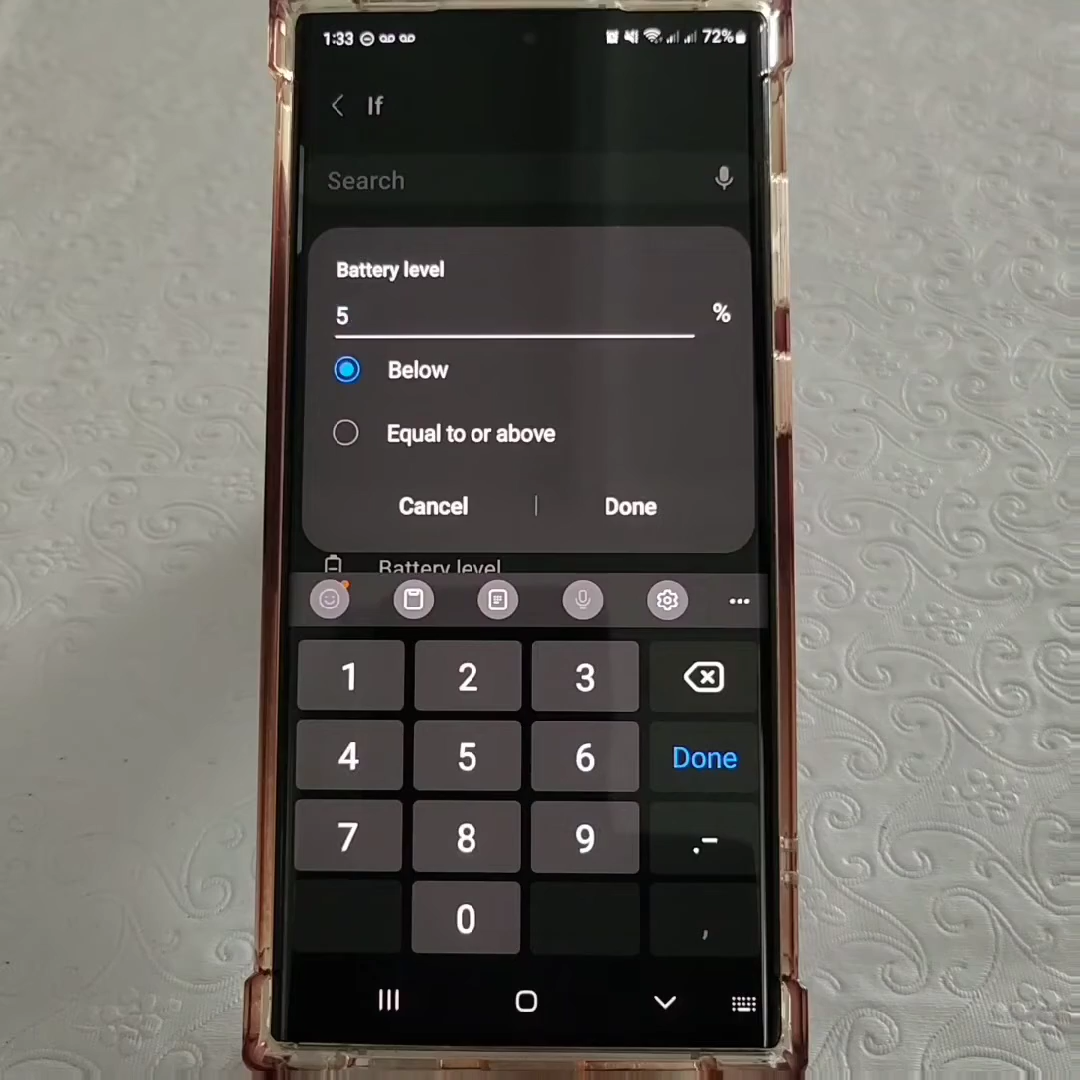 1:33 72%
If
Search
Battery level
5 %
Below
Equal to or above
Cancel | Done
Battery level
1 2 3
4 5 6 Done
7 8 9 .-
0 ,